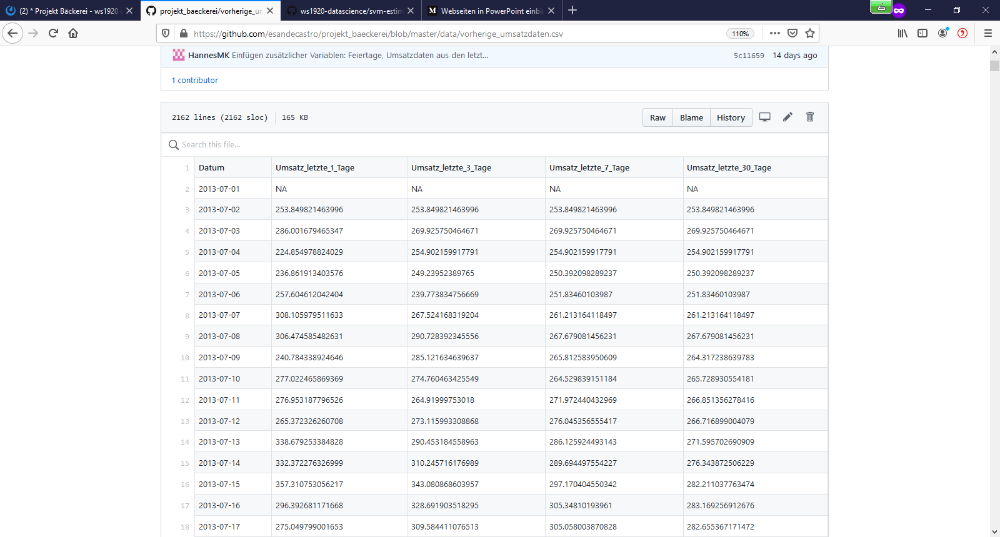 (2) * Projekt Bäckerei - ws1920 projekt_baeckerei/vorherige_um ws1920-datascience/svm-estim Webseiten in PowerPoint einbin
https://github.com/esandecastro/projekt_baeckerei/blob/master/data/vorherige_umsatzdaten.csv 110%
HannesMK Einfügen zusätzlicher Variablen: Feiertage, Umsatzdaten aus den letzt... 5c11659 14 days ago
1 contributor
2162 lines (2162 sloc) 165 KB Raw Blame History
Search this file...
1 Datum Umsatz_letzte_1_Tage Umsatz_letzte_3_Tage Umsatz_letzte_7_Tage Umsatz_letzte_30_Tage
2 2013-07-01 NA NA NA NA
3 2013-07-02 253.849821463996 253.849821463996 253.849821463996 253.849821463996
4 2013-07-03 286.001679465347 269.925750464671 269.925750464671 269.925750464671
5 2013-07-04 224.854978824029 254.902159917791 254.902159917791 254.902159917791
6 2013-07-05 236.861913403576 249.23952389765 250.392098289237 250.392098289237
7 2013-07-06 257.604612042404 239.773834756669 251.83460103987 251.83460103987
8 2013-07-07 308.105979511633 267.524168319204 261.213164118497 261.213164118497
9 2013-07-08 306.474585482631 290.728392345556 267.679081456231 267.679081456231
10 2013-07-09 240.784338924646 285.121634639637 265.812583950609 264.317238639783
11 2013-07-10 277.022465869369 274.760463425549 264.529839151184 265.728930554181
12 2013-07-11 276.953187796526 264.91999753018 271.972440432969 266.851356278416
13 2013-07-12 265.372326260708 273.115993308868 276.045356555417 266.716899004079
14 2013-07-13 338.679253384828 290.453184558963 286.125924493143 271.595702690909
15 2013-07-14 332.372276326999 310.245716176989 289.694497554227 276.343872506229
16 2013-07-15 357.310753056217 343.080868603957 297.170404550342 282.211037763474
17 2013-07-16 296.392681171668 328.691903518295 305.34810193961 283.169256912676
18 2013-07-17 275.049799001653 309.584411076513 305.058003870828 282.655367171472